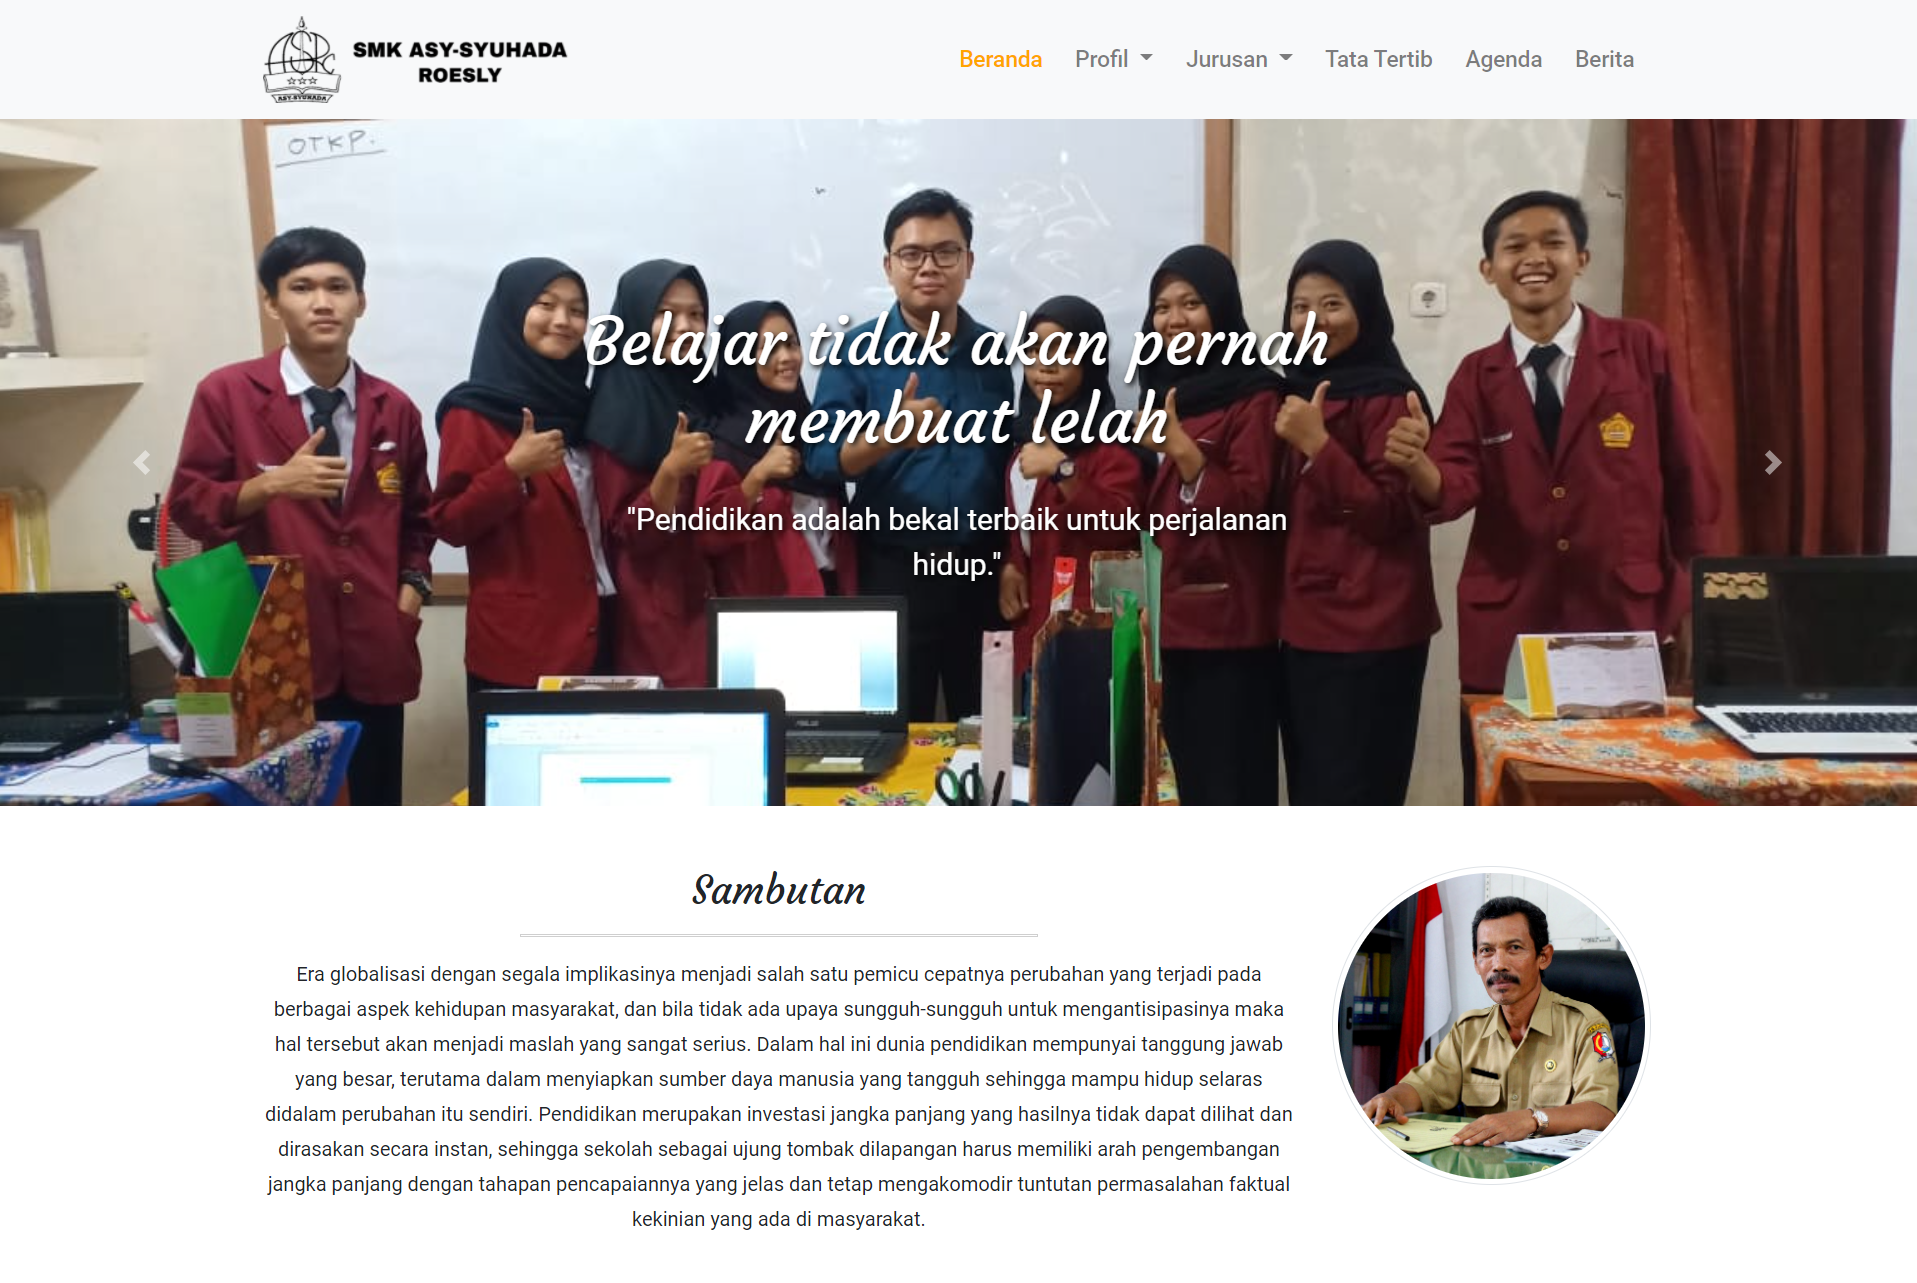 SMK ASY-SYUHADA
ROESLY
ASY-SYUHADA
Beranda
Profil
Jurusan
Tata Tertib
Agenda
Berita
OTKP.
Belajar tidak akan pernah
membuat lelah
"Pendidikan adalah bekal terbaik untuk perjalanan
hidup."
Sambutan
Era globalisasi dengan segala implikasinya menjadi salah satu pemicu cepatnya perubahan yang terjadi pada
berbagai aspek kehidupan masyarakat, dan bila tidak ada upaya sungguh-sungguh untuk mengantisipasinya maka
hal tersebut akan menjadi maslah yang sangat serius. Dalam hal ini dunia pendidikan mempunyai tanggung jawab
yang besar, terutama dalam menyiapkan sumber daya manusia yang tangguh sehingga mampu hidup selaras
didalam perubahan itu sendiri. Pendidikan merupakan investasi jangka panjang yang hasilnya tidak dapat dilihat dan
dirasakan secara instan, sehingga sekolah sebagai ujung tombak dilapangan harus memiliki arah pengembangan
jangka panjang dengan tahapan pencapaiannya yang jelas dan tetap mengakomodir tuntutan permasalahan faktual
kekinian yang ada di masyarakat.